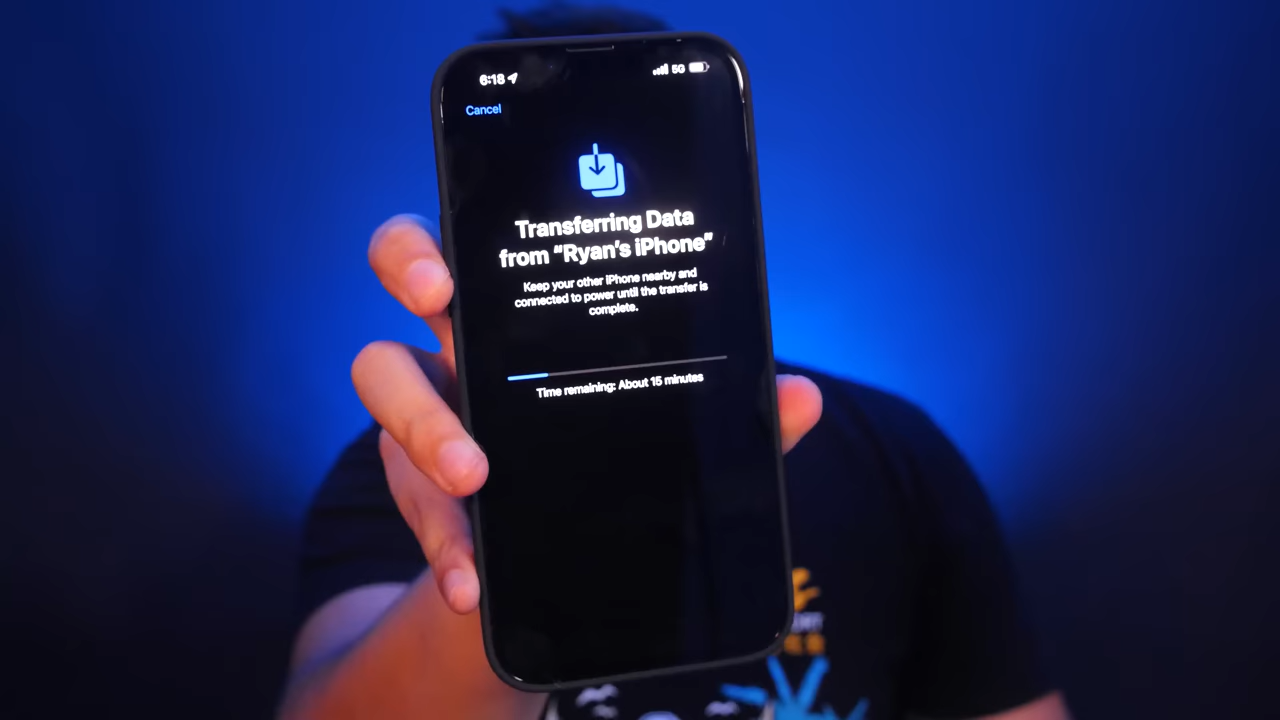 6:18
5G
Cancel
Transferring Data
from “Ryan’s iPhone”
Keep your other iPhone nearby and
connected to power until the transfer is
complete.
Time remaining: About 15 minutes